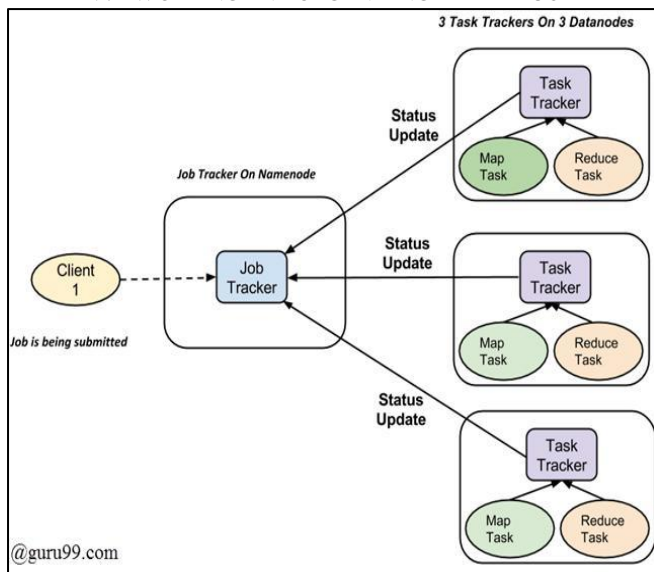 3 Task Trackers On 3 Datanodes
Task
Tracker
Status
Update
Map
Task
Reduce
Task
Job Tracker On Namenode
Client
1
Job
Tracker
Status
Update
Task
Tracker
Job is being submitted
Map
Task
Reduce
Task
Status
Update
Task
Tracker
Map
Task
Reduce
Task
@guru99.com